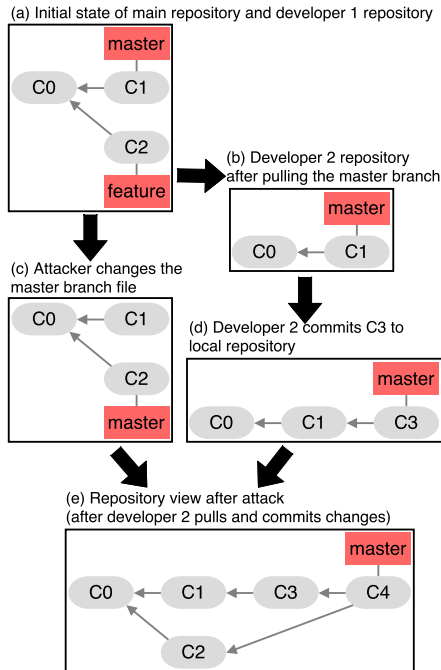 (a) Initial state of main repository and developer 1 repository
master
C0 C1
C2
feature
(b) Developer 2 repository
after pulling the master branch
master
C0 C1
(c) Attacker changes the
master branch file
C0 C1
C2
master
(d) Developer 2 commits C3 to
local repository
master
C0 C1 C3
(e) Repository view after attack
(after developer 2 pulls and commits changes)
master
C0 C1 C3 C4
C2